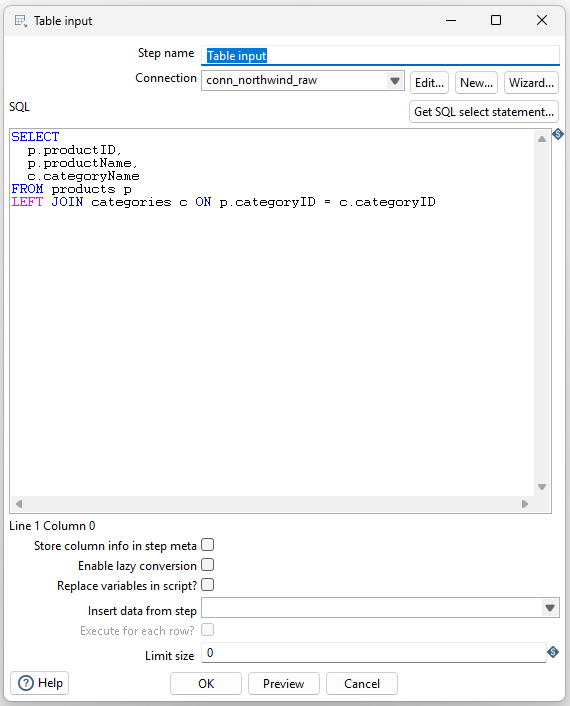 Table input
Step name Table input
Connection conn_northwind_raw Edit... New... Wizard...
SQL Get SQL select statement...
SELECT
p.productID,
p.productName,
c.categoryName
FROM products p
LEFT JOIN categories c ON p.categoryID = c.categoryID
Line 1 Column 0
Store column info in step meta
Enable lazy conversion
Replace variables in script?
Insert data from step
Execute for each row?
Limit size 0
Help OK Preview Cancel